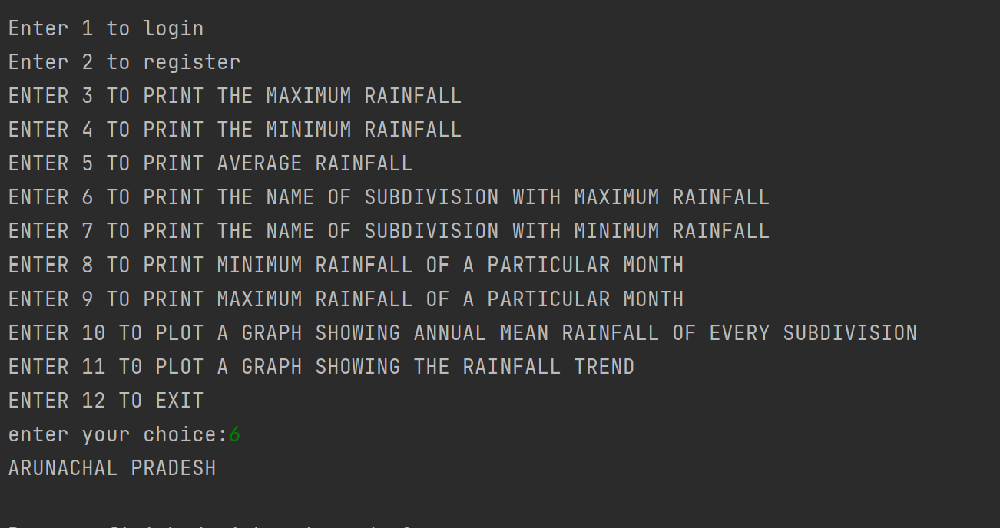 Enter 1 to login
Enter 2 to register
ENTER 3 TO PRINT THE MAXIMUM RAINFALL
ENTER 4 TO PRINT THE MINIMUM RAINFALL
ENTER 5 TO PRINT AVERAGE RAINFALL
ENTER 6 TO PRINT THE NAME OF SUBDIVISION WITH MAXIMUM RAINFALL
ENTER 7 TO PRINT THE NAME OF SUBDIVISION WITH MINIMUM RAINFALL
ENTER 8 TO PRINT MINIMUM RAINFALL OF A PARTICULAR MONTH
ENTER 9 TO PRINT MAXIMUM RAINFALL OF A PARTICULAR MONTH
ENTER 10 TO PLOT A GRAPH SHOWING ANNUAL MEAN RAINFALL OF EVERY SUBDIVISION
ENTER 11 T0 PLOT A GRAPH SHOWING THE RAINFALL TREND
ENTER 12 TO EXIT
enter your choice:6
ARUNACHAL PRADESH